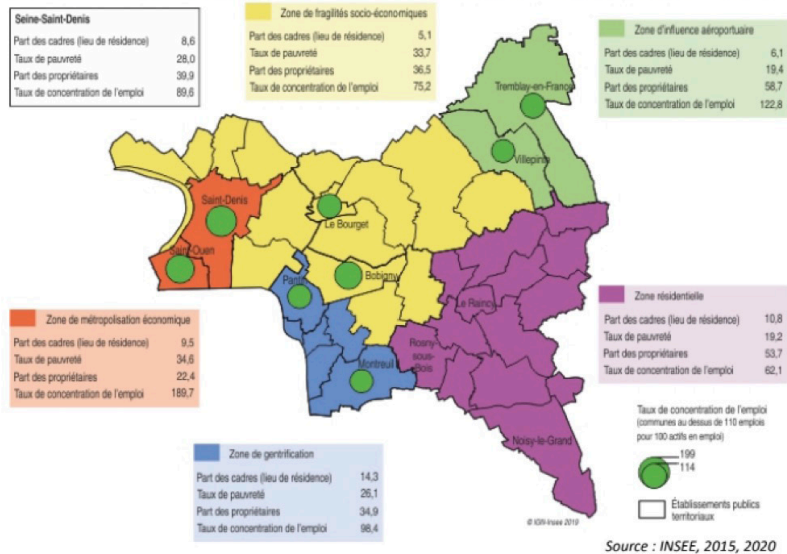 Seine-Saint-Denis
Part des cadres (lieu de résidence) 8,6
Taux de pauvreté 28,0
Part des propriétaires 39,9
Taux de concentration de l'emploi 89,6
Zone de fragilités socio-économiques
Part des cadres (lieu de résidence) 5,1
Taux de pauvreté 33,7
Part des propriétaires 36,5
Taux de concentration de l'emploi 75,2
Zone d'influence aéroportuaire
Part des cadres (lieu de résidence) 6,1
Taux de pauvreté 19,4
Part des propriétaires 58,7
Taux de concentration de l'emploi 122,8
Tremblay-en-France
Villepinte
Saint-Denis
Le Bourget
Saint-Ouen
Bobigny
Pantin
Le Raincy
Rosny-
sous-
Bois
Montreuil
Noisy-le-Grand
Zone de métropolisation économique
Part des cadres (lieu de résidence) 9,5
Taux de pauvreté 34,6
Part des propriétaires 22,4
Taux de concentration de l'emploi 189,7
Zone résidentielle
Part des cadres (lieu de résidence) 10,8
Taux de pauvreté 19,2
Part des propriétaires 53,7
Taux de concentration de l'emploi 62,1
Zone de gentrification
Part des cadres (lieu de résidence) 14,3
Taux de pauvreté 26,1
Part des propriétaires 34,9
Taux de concentration de l'emploi 98,4
Taux de concentration de l'emploi
(communes au dessus de 110 emplois
pour 100 actifs en emploi)
199
114
Établissements publics
territoriaux
© IGN-Insee 2019
Source : INSEE, 2015, 2020